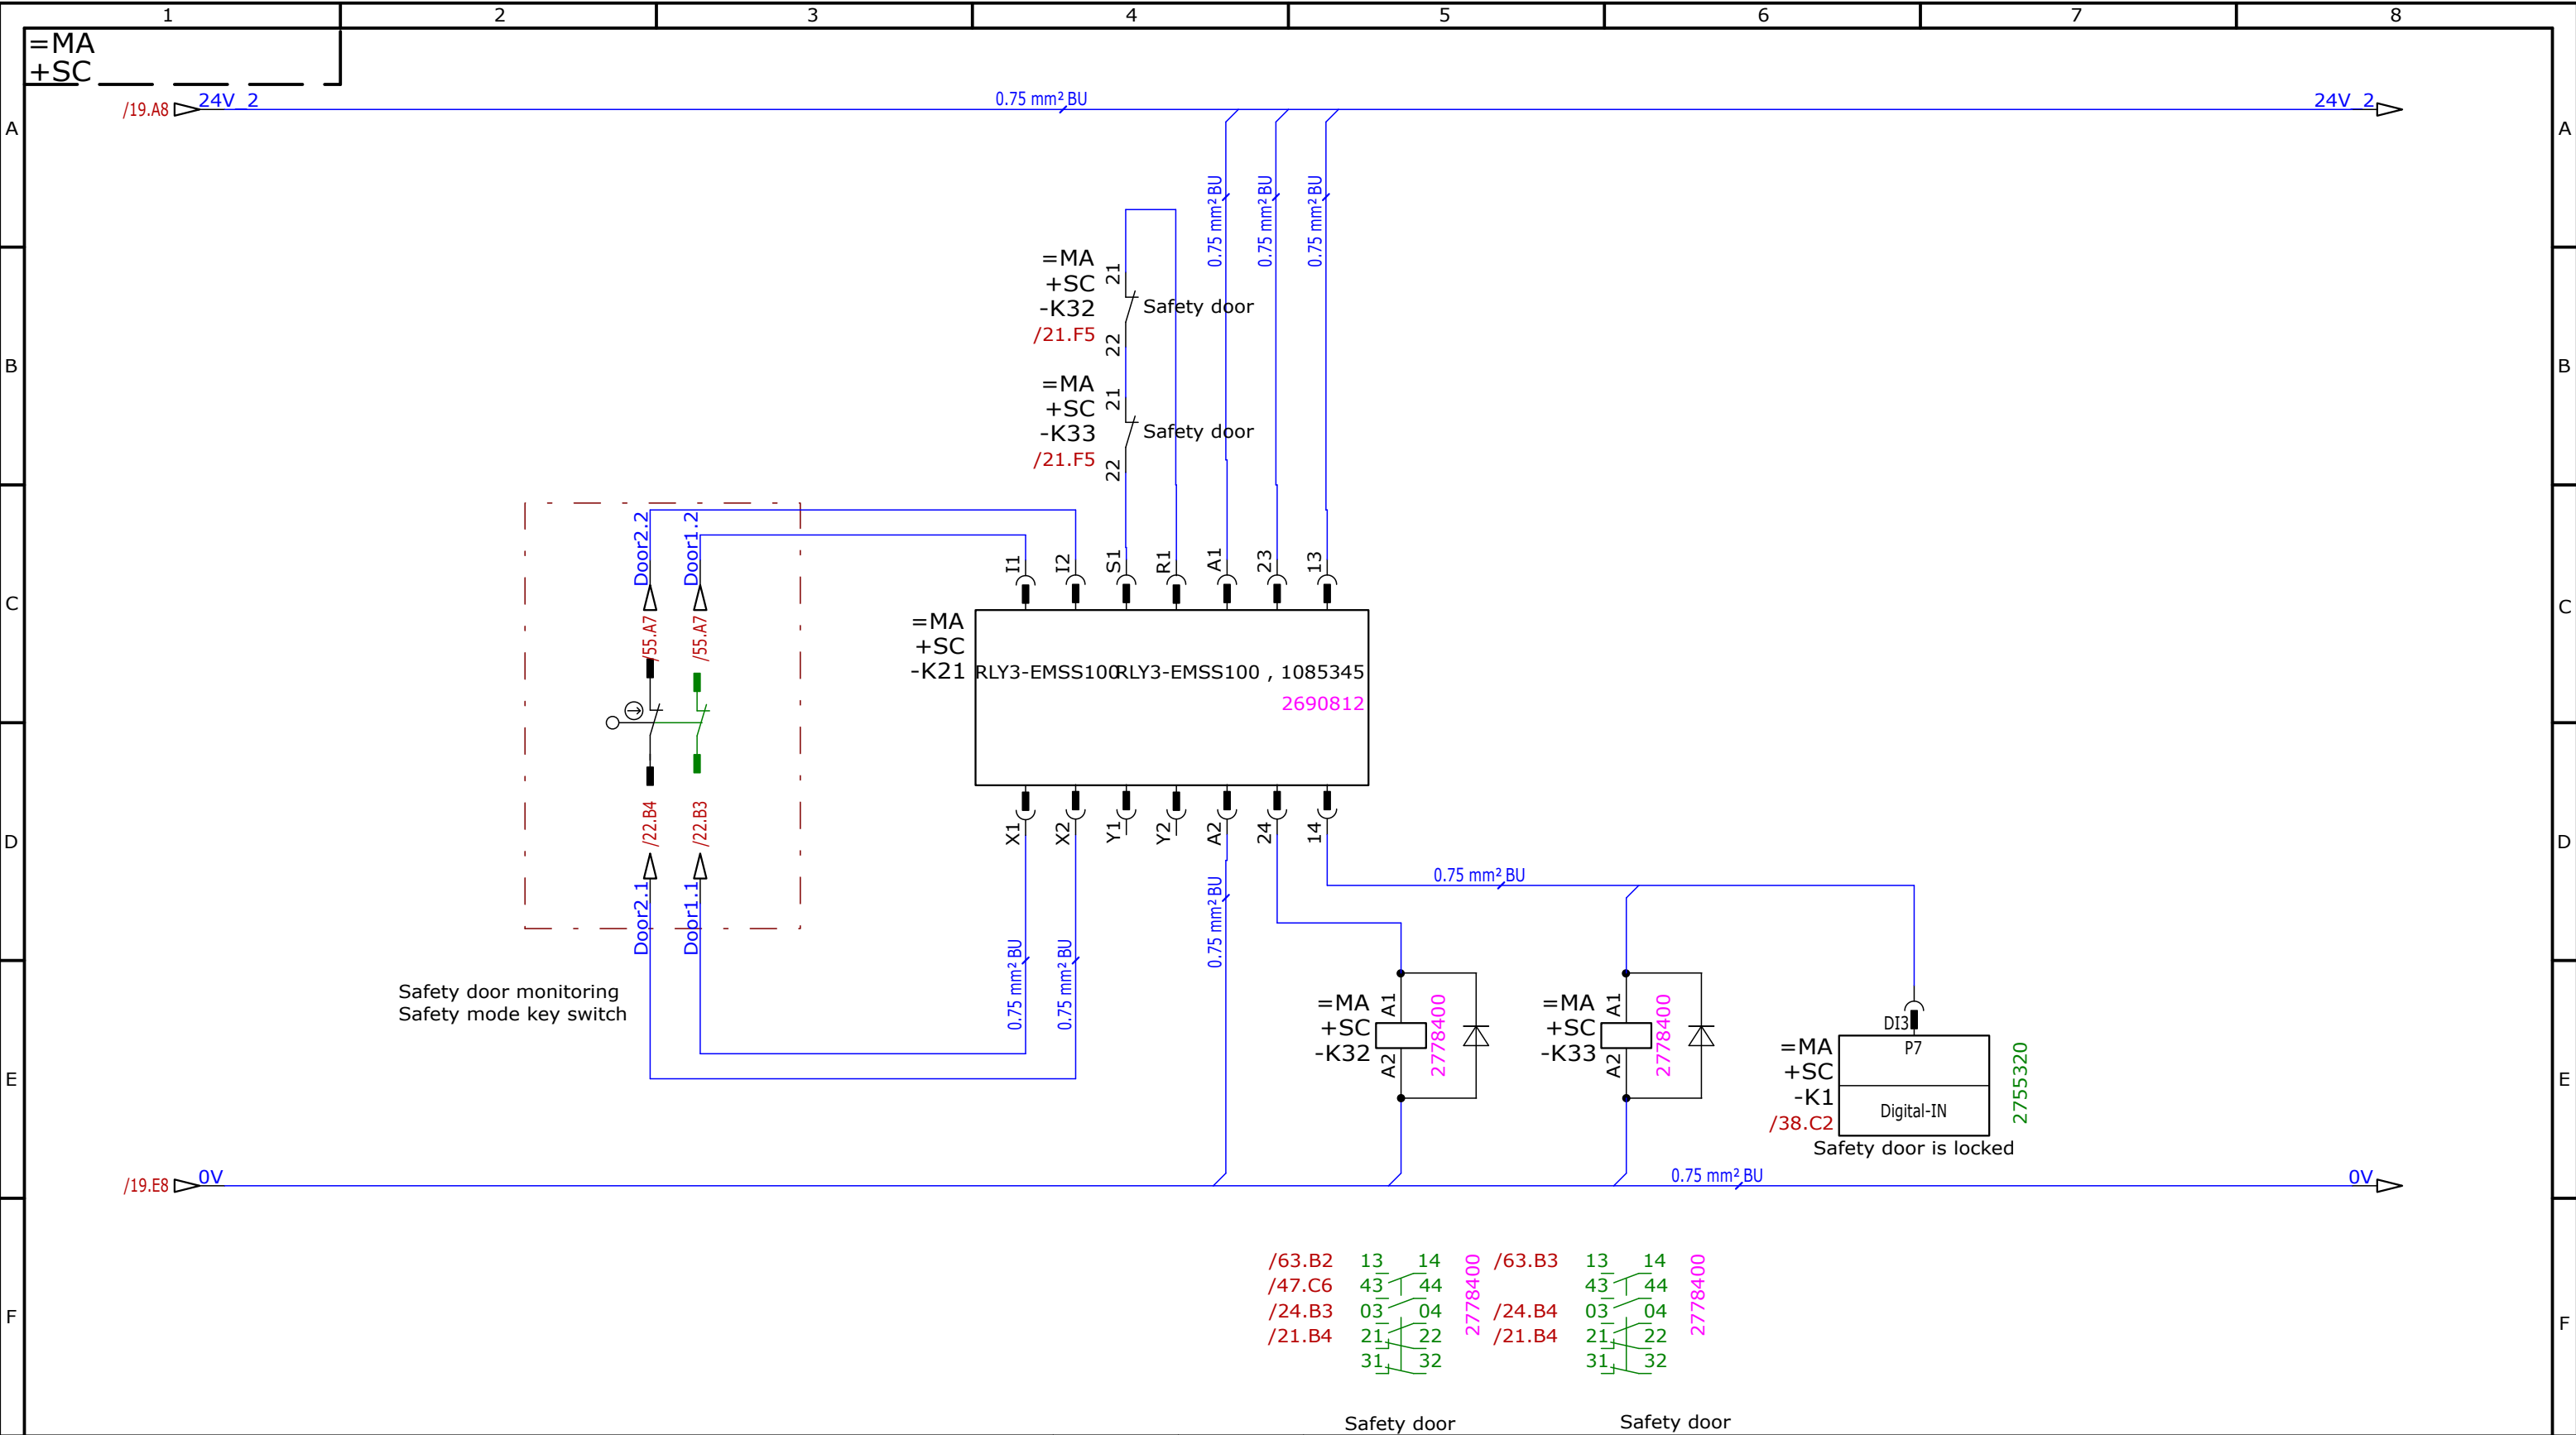 1 2 3 4 5 6 7 8
=MA
+SC
/19.A8 24V_2 0.75 mm² BU 24V_2
A A
0.75 mm² BU 0.75 mm² BU 0.75 mm² BU
=MA
+SC
-K32
/21.F5
21
22
Safety door
B B
=MA
+SC
-K33
/21.F5
21
22
Safety door
Door2.2 Door1.2
I1 I2 S1 R1 A1 23 13
C C
/55.A7 /55.A7
=MA
+SC
-K21
RLY3-EMSS100RLY3-EMSS100 , 1085345
2690812
/22.B4 /22.B3
X1 X2 Y1 Y2 A2 24 14
D D
Door2.1 Door1.1
0.75 mm² BU
0.75 mm² BU 0.75 mm² BU 0.75 mm² BU
Safety door monitoring
Safety mode key switch
=MA
+SC
-K32
A1
A2
2778400
=MA
+SC
-K33
A1
A2
2778400
DI3
P7
=MA
+SC
-K1
/38.C2
Digital-IN
2755320
Safety door is locked
E E
/19.E8 0V 0.75 mm² BU 0V
/63.B2 13 14 /63.B3 13 14
/47.C6 43 44 43 44
/24.B3 03 04 /24.B4 03 04
/21.B4 21 22 /21.B4 21 22
31 32 31 32
2778400 2778400
F F
Safety door Safety door